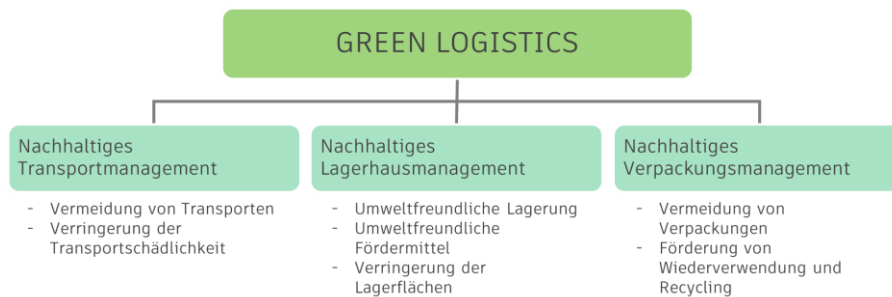 GREEN LOGISTICS
Nachhaltiges
Transportmanagement
- Vermeidung von Transporten
- Verringerung der
Transportschädlichkeit
Nachhaltiges
Lagerhausmanagement
- Umweltfreundliche Lagerung
- Umweltfreundliche
Fördermittel
- Verringerung der
Lagerflächen
Nachhaltiges
Verpackungsmanagement
- Vermeidung von
Verpackungen
- Förderung von
Wiederverwendung und
Recycling